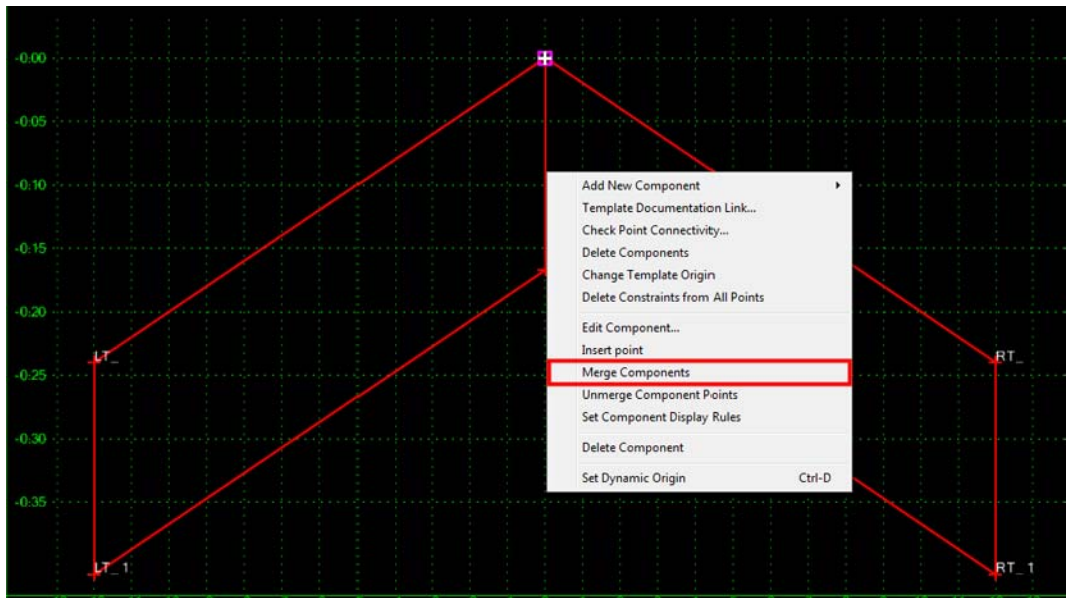 -0:00
-0:05
-0:10
-0:15
-0:20
-0:25
-0:30
-0:35
LT_
RT_
LT_1
RT_1
Add New Component
Template Documentation Link...
Check Point Connectivity...
Delete Components
Change Template Origin
Delete Constraints from All Points
Edit Component...
Insert point
Merge Components
Unmerge Component Points
Set Component Display Rules
Delete Component
Set Dynamic Origin Ctrl-D